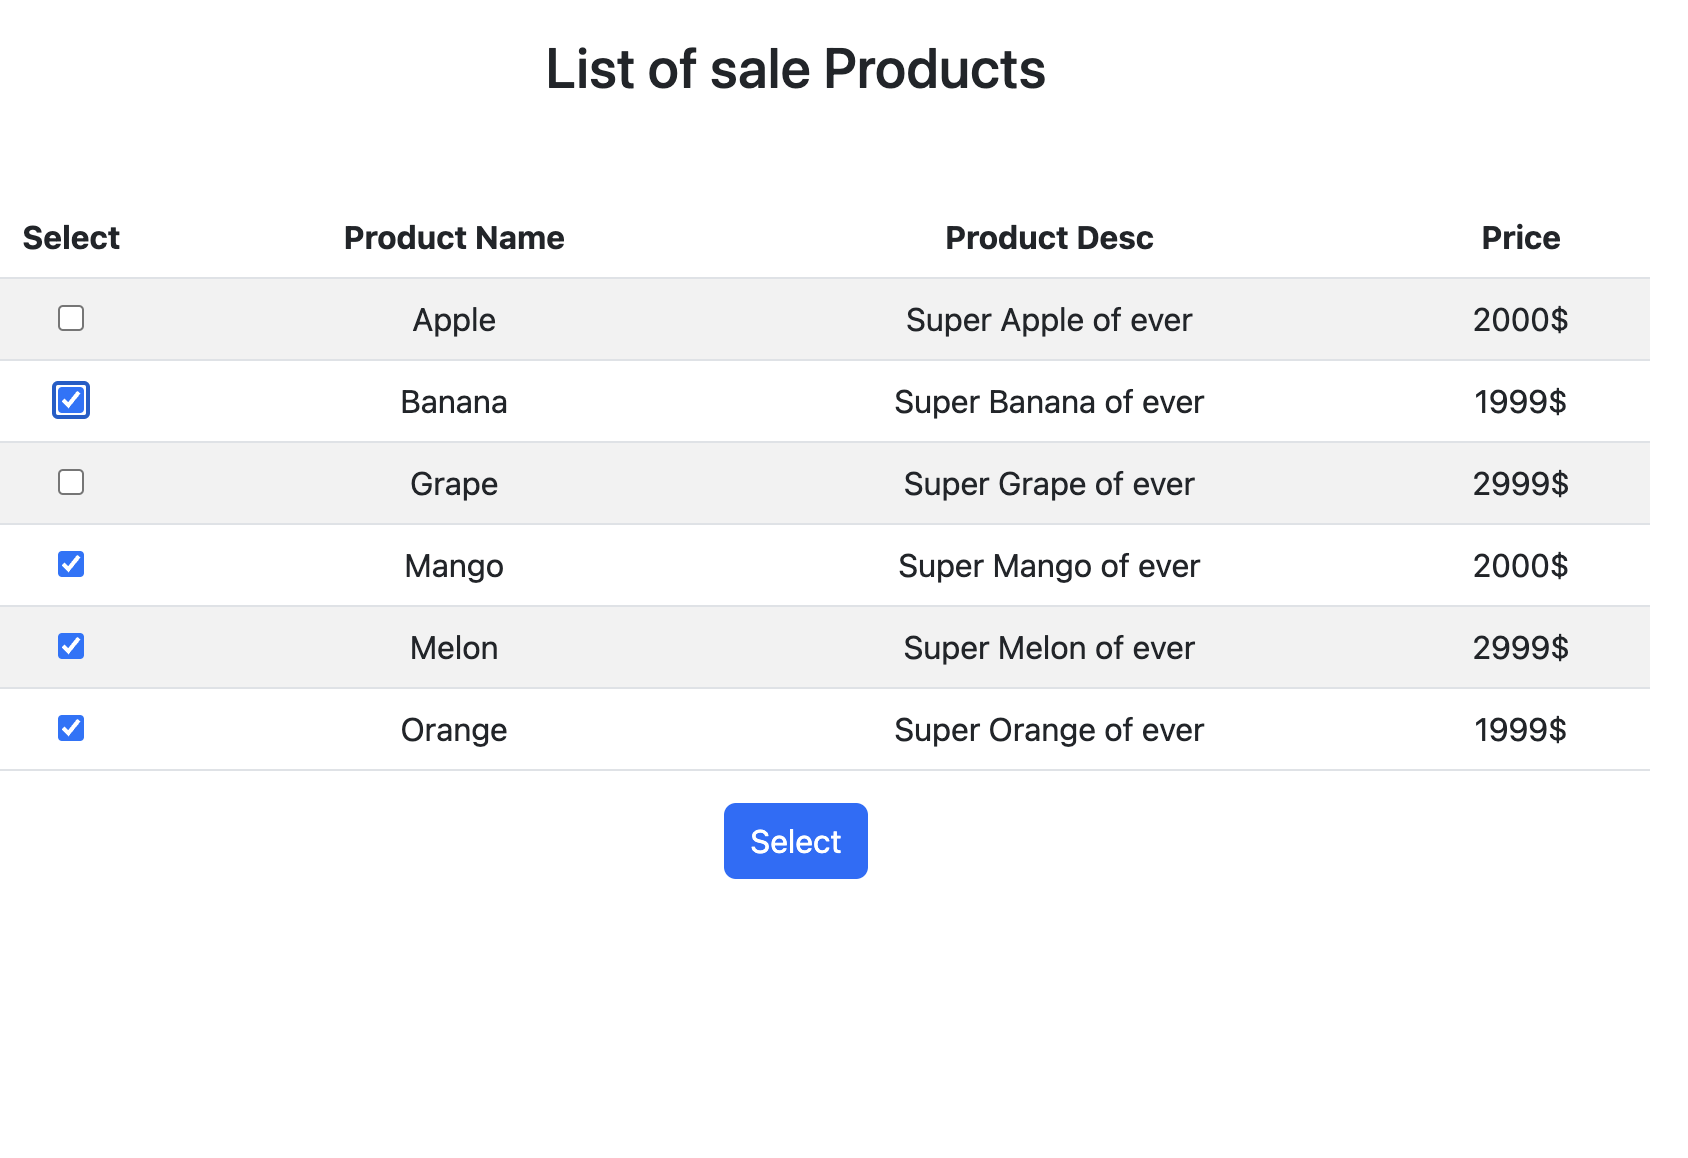 List of sale Products
Select Product Name Product Desc Price
Apple Super Apple of ever 2000$
Banana Super Banana of ever 1999$
Grape Super Grape of ever 2999$
Mango Super Mango of ever 2000$
Melon Super Melon of ever 2999$
Orange Super Orange of ever 1999$
Select